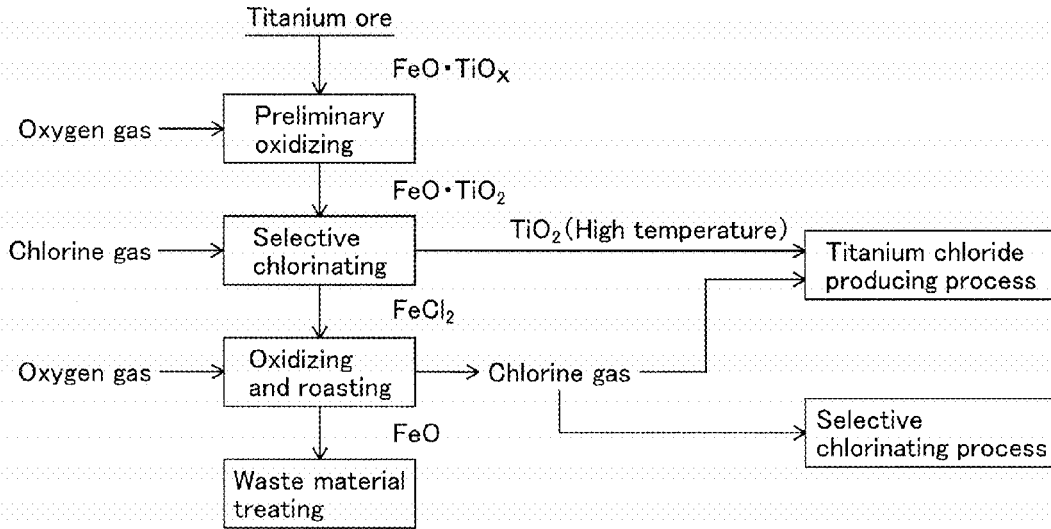 Titanium ore
FeO・TiOₓ
Oxygen gas
Preliminary
oxidizing
FeO・TiO₂
Chlorine gas
Selective
chlorinating
TiO₂(High temperature)
Titanium chloride
producing process
FeCl₂
Oxygen gas
Oxidizing
and roasting
Chlorine gas
FeO
Selective
chlorinating process
Waste material
treating